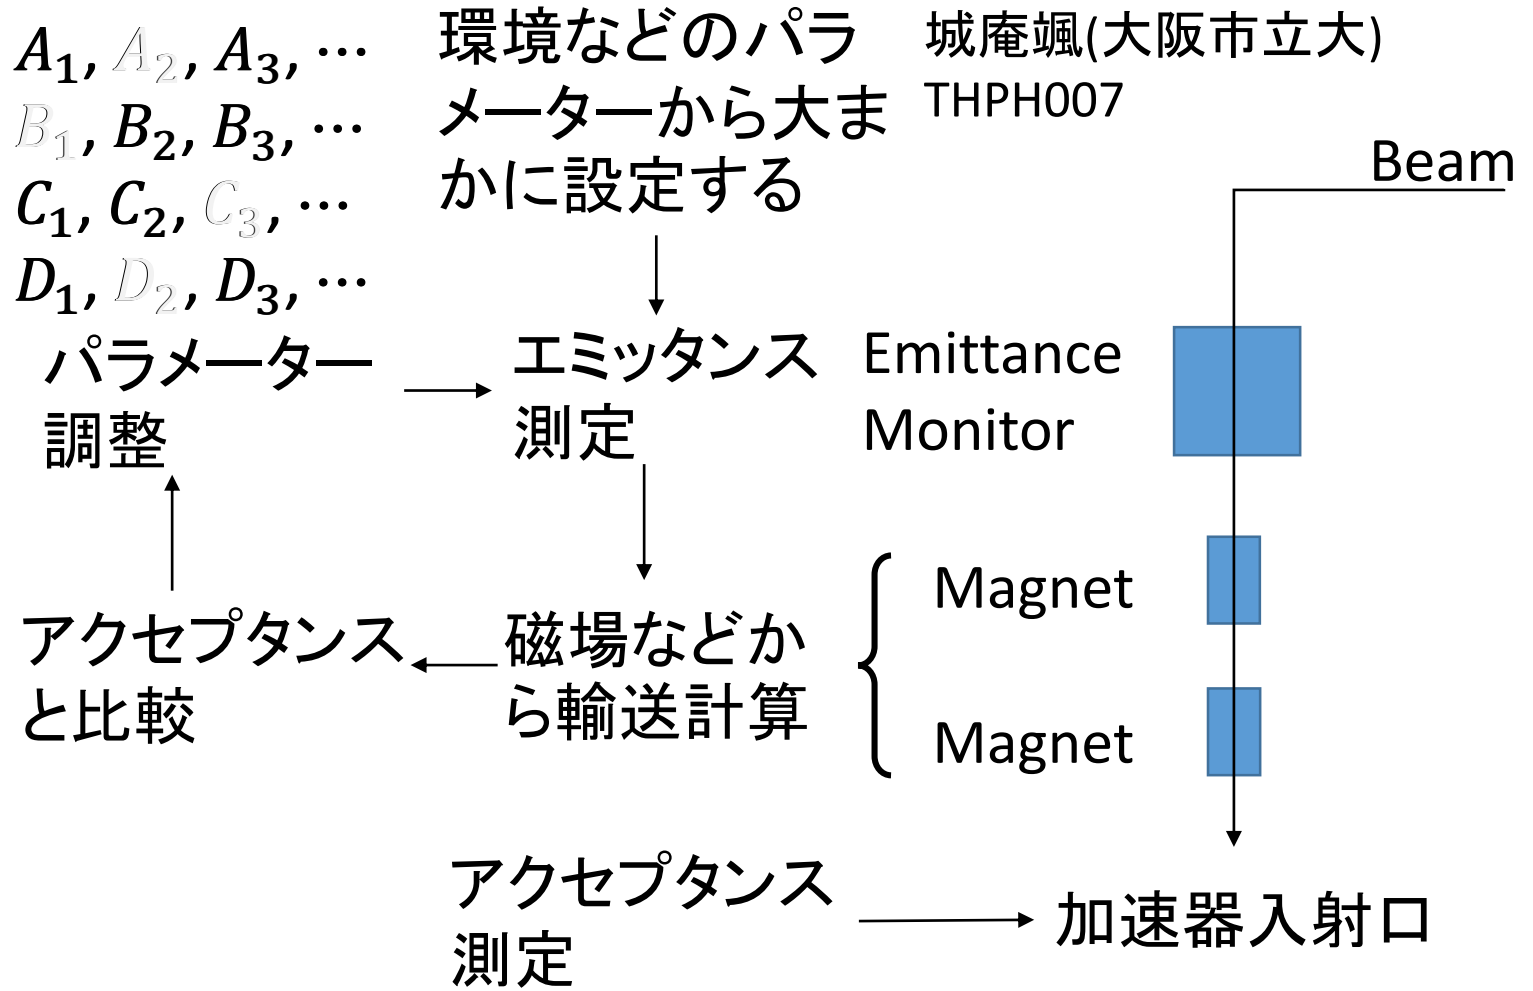 A₁, A₂, A₃, ⋯
B₁, B₂, B₃, ⋯
C₁, C₂, C₃, ⋯
D₁, D₂, D₃, ⋯
環境などのパラ
メーターから大ま
かに設定する
城庵颯(大阪市立大)
THPH007
Beam
パラメーター
調整
エミッタンス
測定
Emittance
Monitor
アクセプタンス
と比較
磁場などか
ら輸送計算
Magnet
Magnet
アクセプタンス
測定
加速器入射口